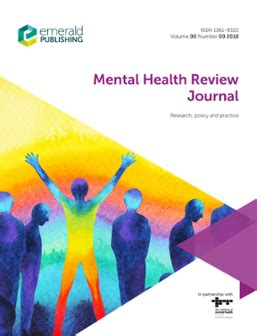 emerald
PUBLISHING
ISSN 1361-9322
Volume 00 Number 00 2018
Mental Health Review
Journal
Research, policy and practice
In partnership with